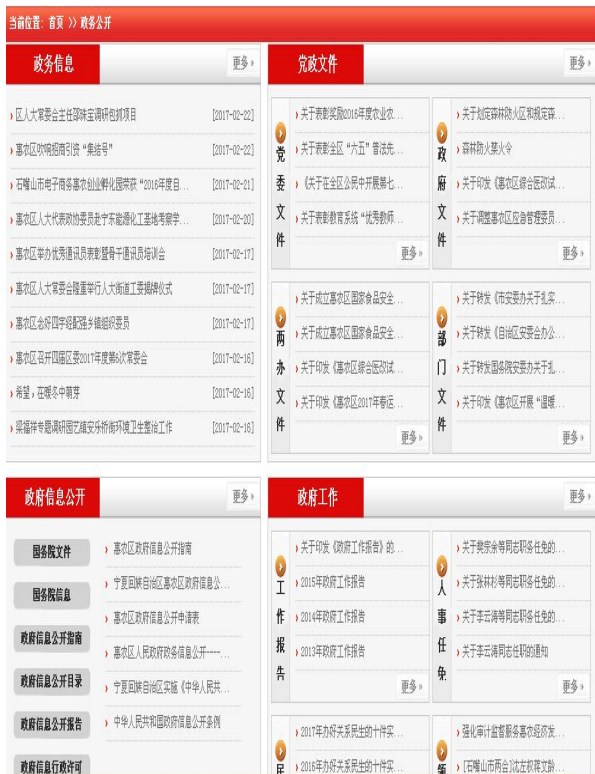 当前位置：首页 >> 政务公开
政务信息
更多
区人大常委会主任邵味宝调研包抓项目 [2017-02-22]
惠农区吹响招商引资“集结号” [2017-02-22]
石嘴山市电子商务惠农创业孵化园荣获“2016年度自... [2017-02-21]
惠农区人大代表政协委员赴宁东能源化工基地考察学... [2017-02-20]
惠农区举办优秀通讯员表彰暨骨干通讯员培训会 [2017-02-17]
惠农区人大常委会隆重举行人大街道工委揭牌仪式 [2017-02-17]
惠农区念好四字经配强乡镇组织委员 [2017-02-17]
惠农区召开四届区委2017年度第6次常委会 [2017-02-16]
希望，在暖冬中萌芽 [2017-02-16]
梁福祥专题调研园艺镇安乐桥街环境卫生整治工作 [2017-02-16]
党政文件
更多
党委文件
关于表彰奖励2016年度农业农...
关于表彰全区“六五”普法先...
《关于在全区公民中开展第七...
关于表彰教育系统“优秀教师...
更多
政府文件
关于划定森林防火区和规定森...
森林防火禁火令
关于印发《惠农区综合医改试...
关于调整惠农区应急管理委员...
更多
两办文件
关于成立惠农区国家食品安全...
关于成立惠农区国家食品安全...
关于印发《惠农区综合医改试...
关于印发《惠农区2017年春运...
更多
部门文件
关于转发《市安委办关于扎实...
关于转发《自治区安委会办公...
关于转发国务院安委办关于扎...
关于印发《惠农区开展“温暖...
更多
政府信息公开
更多
国务院文件
国务院信息
政府信息公开指南
政府信息公开目录
政府信息公开报告
政府信息行政许可
惠农区政府信息公开指南
宁夏回族自治区惠农区政府信息公...
惠农区政府信息公开申请表
惠农区人民政府政务信息公开----...
宁夏回族自治区实施《中华人民共...
中华人民共和国政府信息公开条例
政府工作
更多
工作报告
关于印发《政府工作报告》的...
2015年政府工作报告
2014年政府工作报告
2013年政府工作报告
更多
人事任免
关于樊宗余等同志职务任免的...
关于张林杉等同志职务任免的...
关于李云涛等同志职务任免的...
关于李云涛同志任职的通知
更多
民
2017年办好关系民生的十件实...
2016年办好关系民生的十件实...
领
强化审计监督服务惠农经济发...
[石嘴山市两会]沈左权蒋文龄...